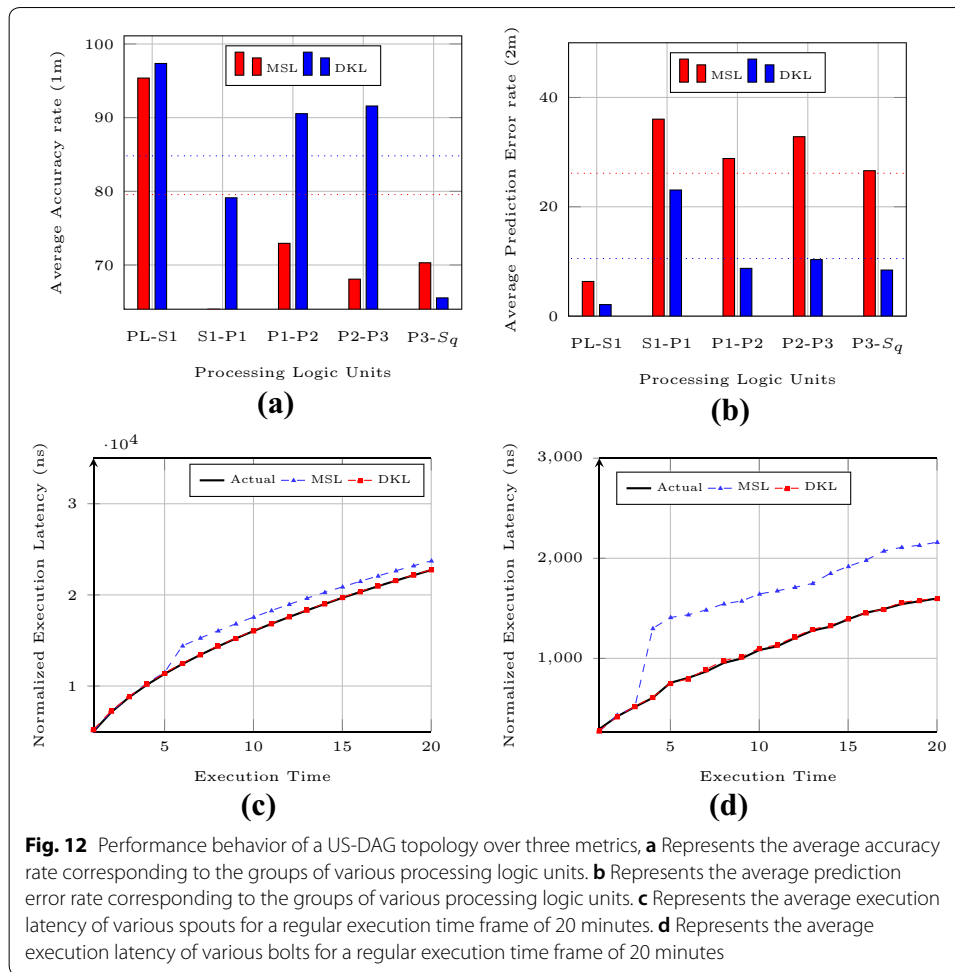 100
90
80
70
Average Accuracy rate (1m)
MSL DKL
PL-S1 S1-P1 P1-P2 P2-P3 P3-Sq
Processing Logic Units
(a)
40
20
0
Average Prediction Error rate (2m)
MSL DKL
PL-S1 S1-P1 P1-P2 P2-P3 P3-Sq
Processing Logic Units
(b)
·10⁴
3
2
1
Normalized Execution Latency (ns)
Actual MSL DKL
5 10 15 20
Execution Time
(c)
3,000
2,000
1,000
Normalized Execution Latency (ns)
Actual MSL DKL
5 10 15 20
Execution Time
(d)
Fig. 12 Performance behavior of a US-DAG topology over three metrics, a Represents the average accuracy
rate corresponding to the groups of various processing logic units. b Represents the average prediction
error rate corresponding to the groups of various processing logic units. c Represents the average execution
latency of various spouts for a regular execution time frame of 20 minutes. d Represents the average
execution latency of various bolts for a regular execution time frame of 20 minutes